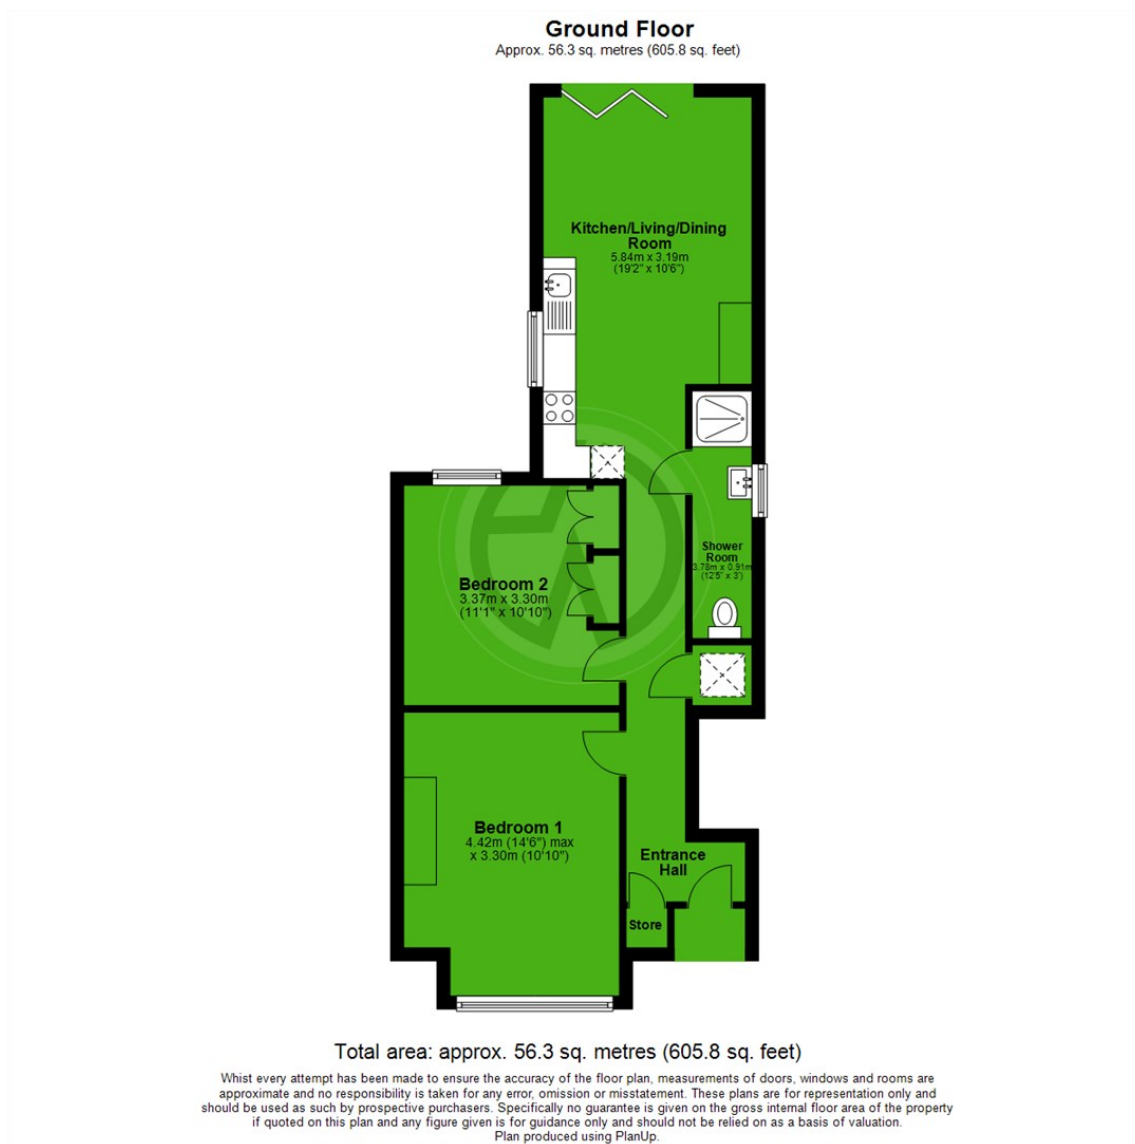 Ground Floor
Approx. 56.3 sq. metres (605.8 sq. feet)
Kitchen/Living/Dining
Room
5.84m x 3.19m
(19'2" x 10'6")
Shower
Room
3.78m x 0.91m
(12'5" x 3')
Bedroom 2
3.37m x 3.30m
(11'1" x 10'10")
Bedroom 1
4.42m (14'6") max
x 3.30m (10'10")
Entrance
Hall
Store
Total area: approx. 56.3 sq. metres (605.8 sq. feet)
Whist every attempt has been made to ensure the accuracy of the floor plan, measurements of doors, windows and rooms are
approximate and no responsibility is taken for any error, omission or misstatement. These plans are for representation only and
should be used as such by prospective purchasers. Specifically no guarantee is given on the gross internal floor area of the property
if quoted on this plan and any figure given is for guidance only and should not be relied on as a basis of valuation.
Plan produced using PlanUp.